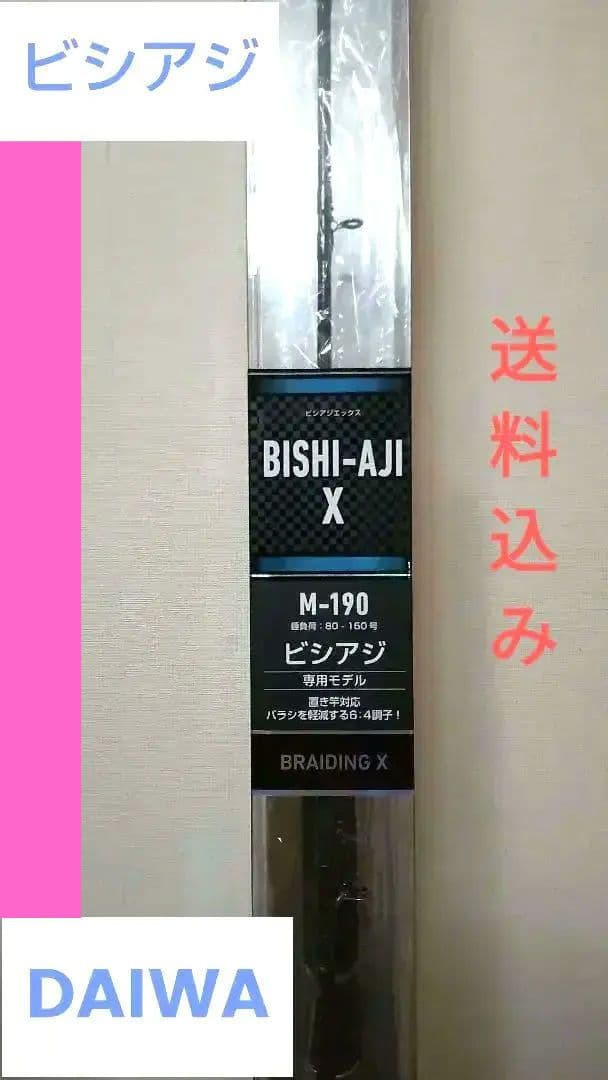 ビシアジ
ビシアジエックス
BISHI-AJI
X
M-190
錘負荷：80-150号
ビシアジ
専用モデル
置き竿対応
バラシを軽減する6：4調子！
BRAIDING X
送料込み
DAIWA